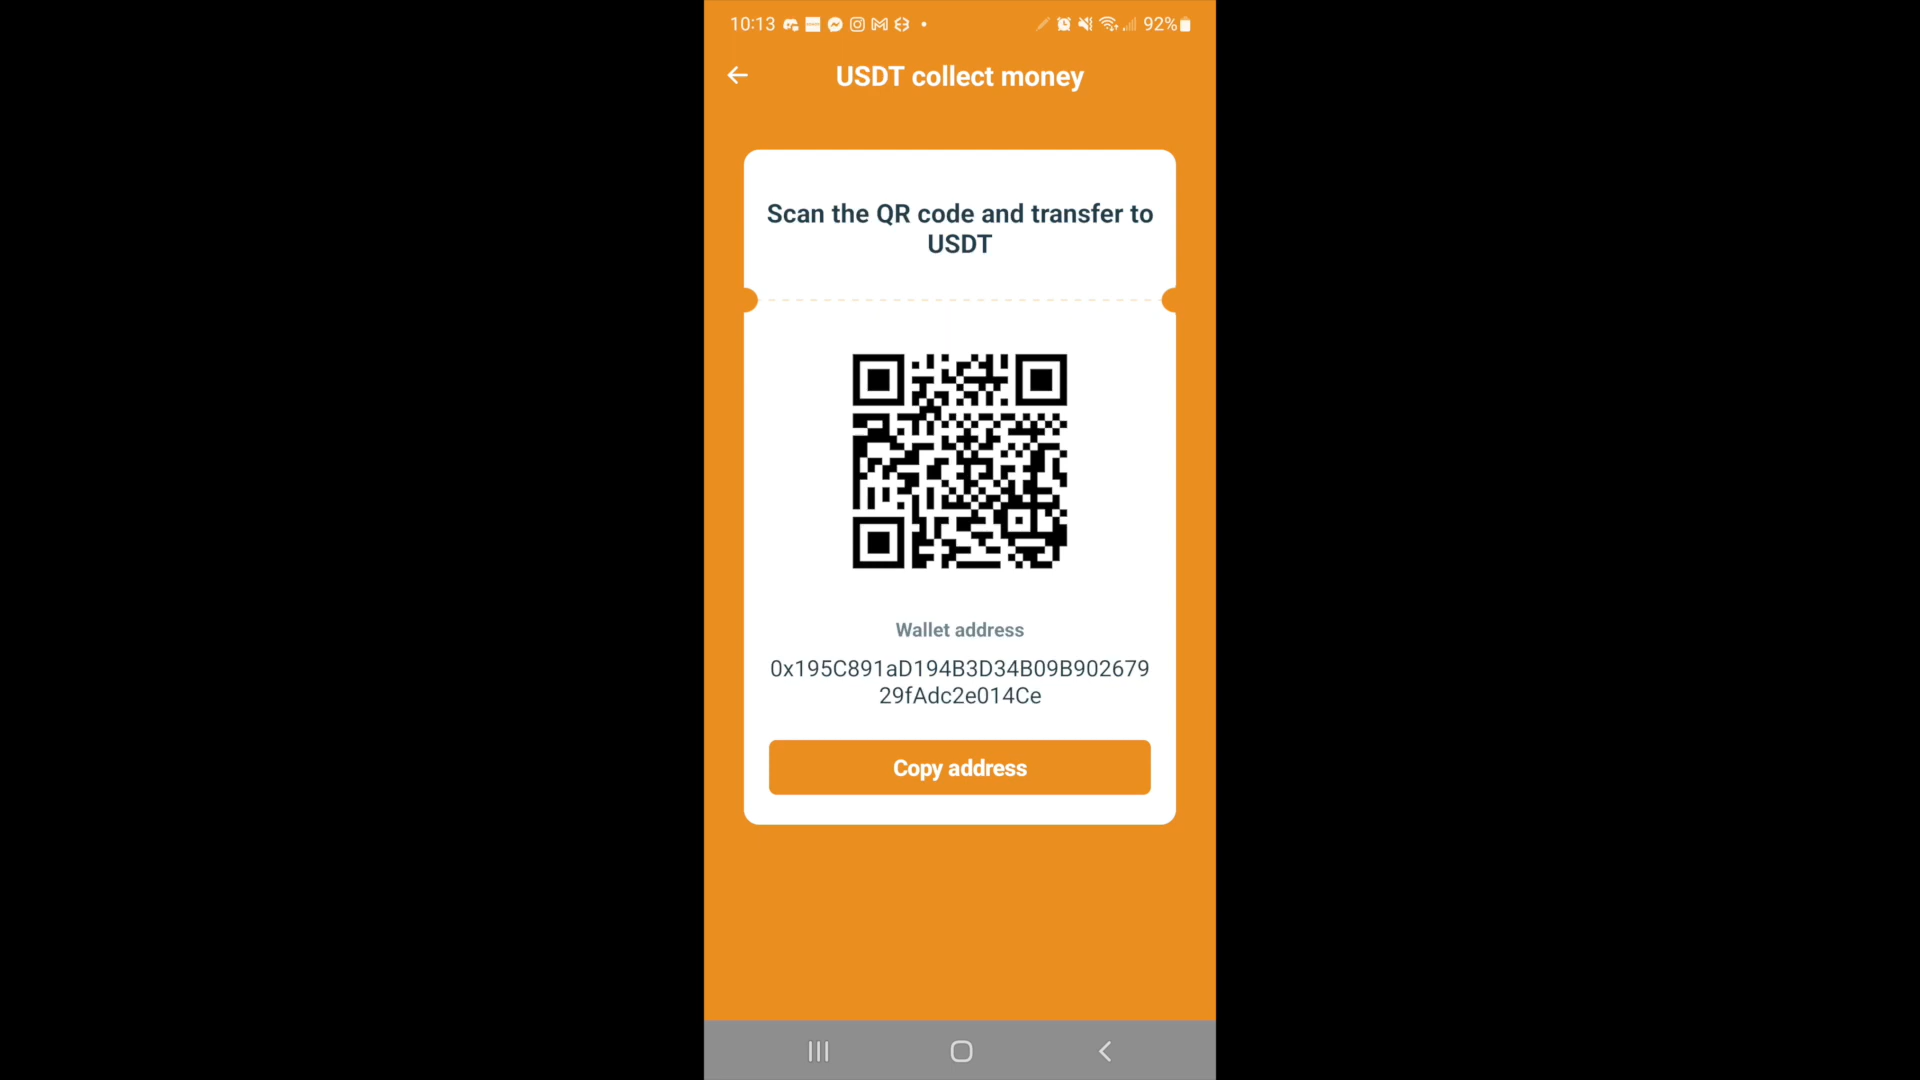 10:13
92%
USDT collect money
Scan the QR code and transfer to
USDT
Wallet address
0x195C891aD194B3D34B09B902679
29fAdc2e014Ce
Copy address